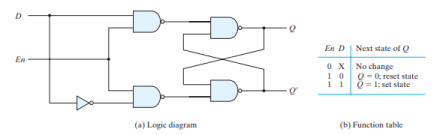 D
Q
En
Q'
(a) Logic diagram
En D Next state of Q
0 X No change
1 0 Q = 0; reset state
1 1 Q = 1; set state
(b) Function table